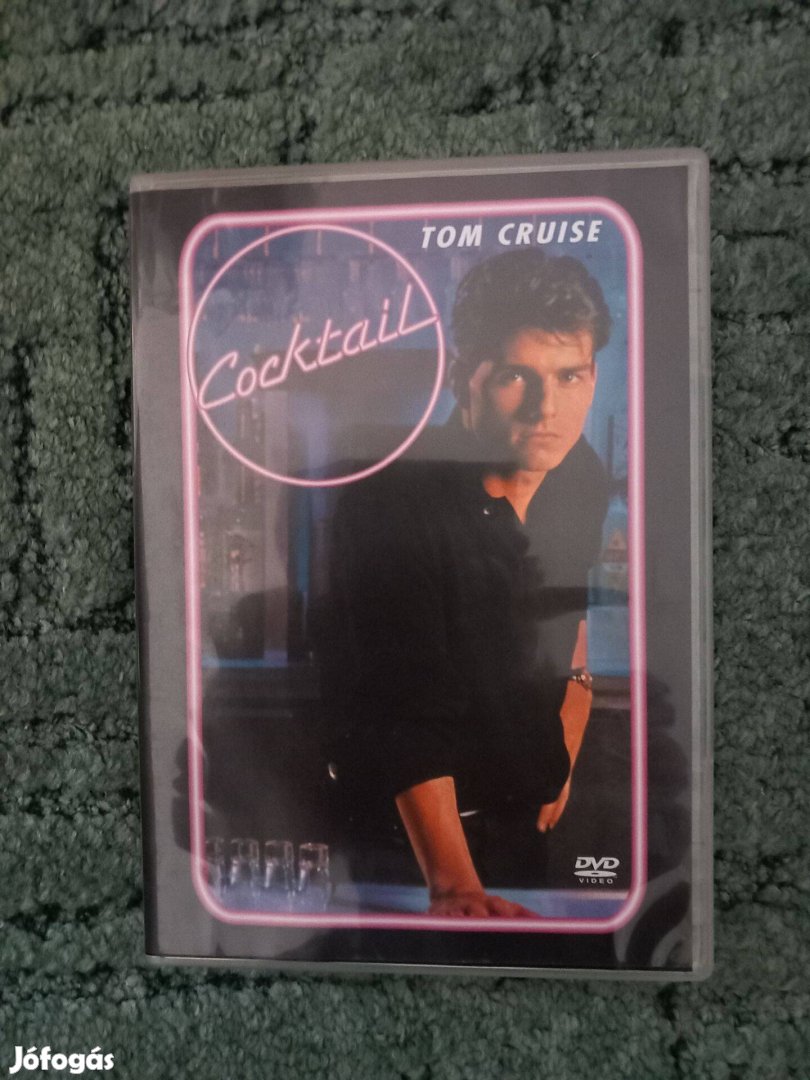 TOM CRUISE
Cocktail
DVD
VIDEO
Jófogás